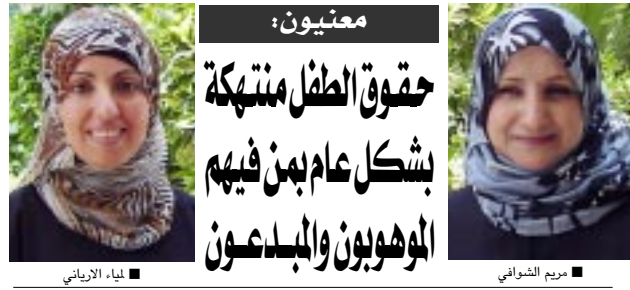 معنيون:
حقوق الطفل منتهكة
بشكل عام بمن فيهم
الموهوبون والمبدعون
■ مريم الشوافي
■ لمياء الارياني